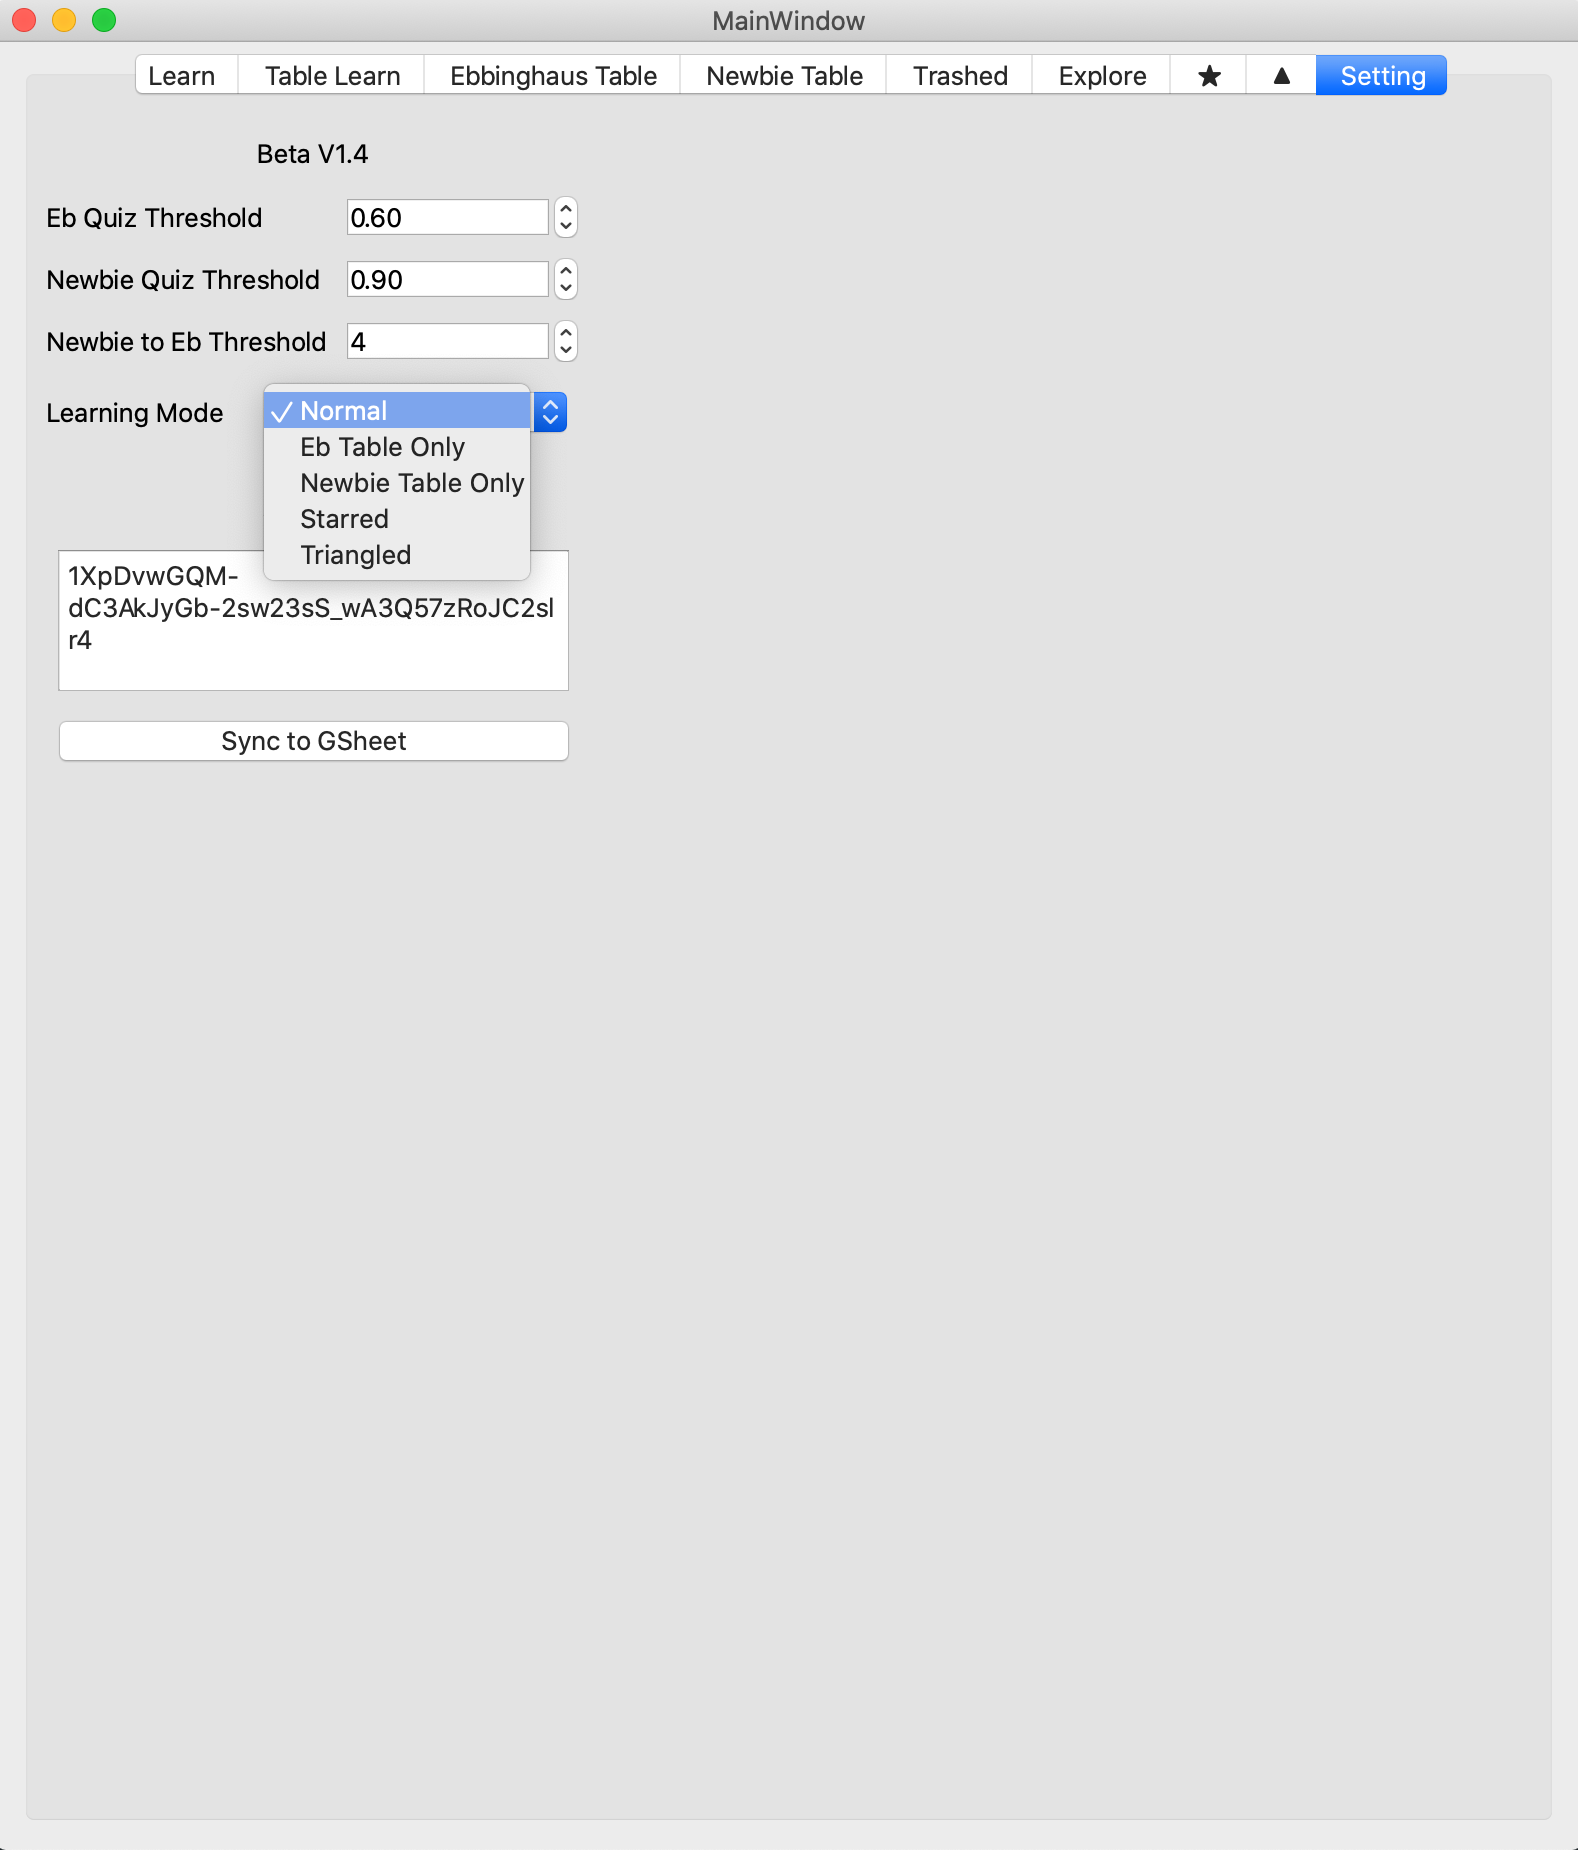 MainWindow
Learn
Table Learn
Ebbinghaus Table
Newbie Table
Trashed
Explore
★
▲
Setting
Beta V1.4
Eb Quiz Threshold
0.60
Newbie Quiz Threshold
0.90
Newbie to Eb Threshold
4
Learning Mode
✓ Normal
Eb Table Only
Newbie Table Only
Starred
Triangled
1XpDvwGQM-
dC3AkJyGb-2sw23sS_wA3Q57zRoJC2sl
r4
Sync to GSheet